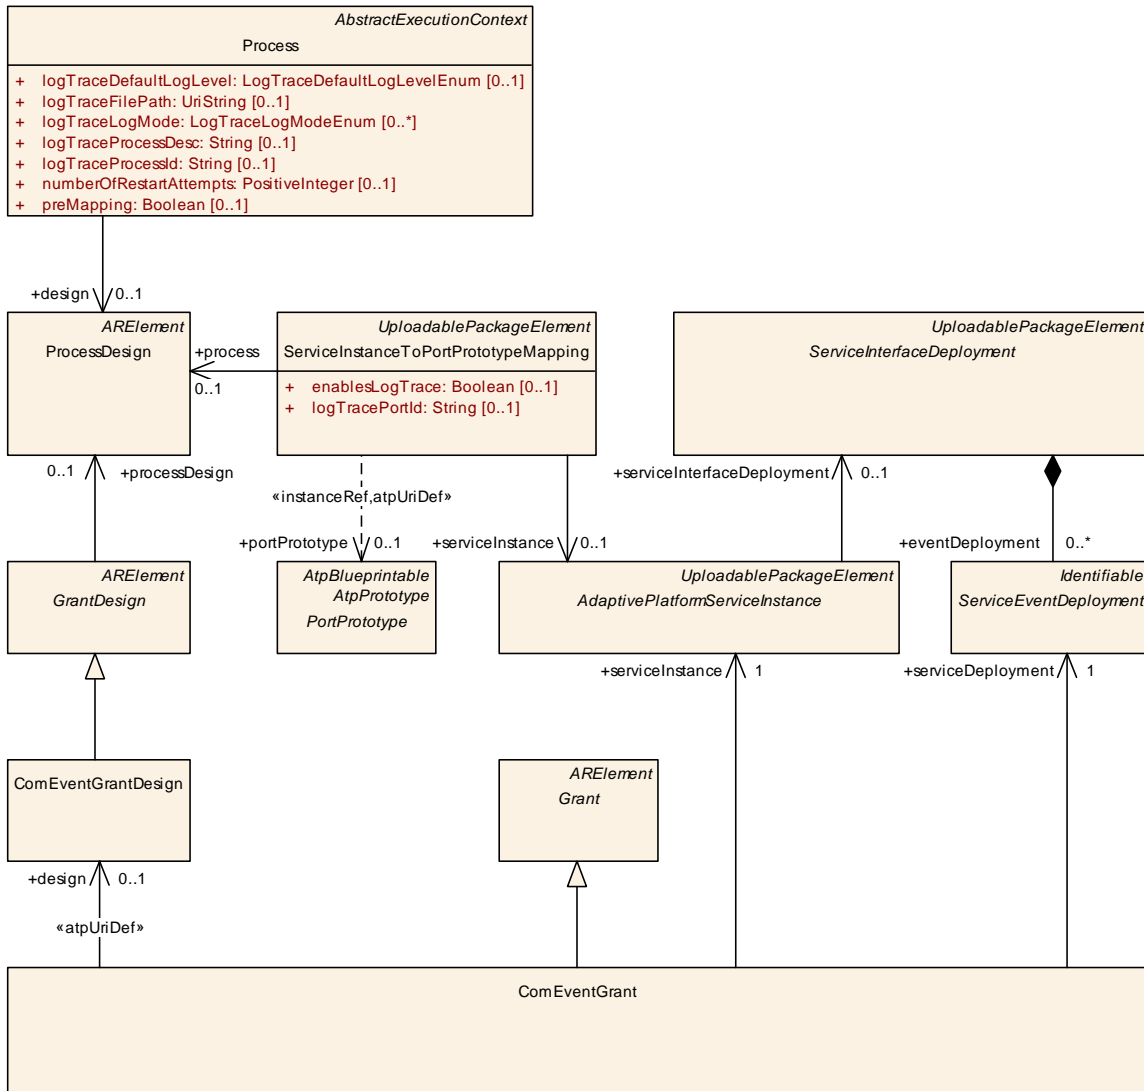 AbstractExecutionContext
Process
+ logTraceDefaultLogLevel: LogTraceDefaultLogLevelEnum [0..1]
+ logTraceFilePath: UriString [0..1]
+ logTraceLogMode: LogTraceLogModeEnum [0..*]
+ logTraceProcessDesc: String [0..1]
+ logTraceProcessId: String [0..1]
+ numberOfRestartAttempts: PositiveInteger [0..1]
+ preMapping: Boolean [0..1]
+design 0..1
ARElement
ProcessDesign
+process
0..1
UploadablePackageElement
ServiceInstanceToPortPrototypeMapping
+ enablesLogTrace: Boolean [0..1]
+ logTracePortId: String [0..1]
UploadablePackageElement
ServiceInterfaceDeployment
0..1 +processDesign
«instanceRef,atpUriDef»
+portPrototype 0..1
+serviceInstance 0..1
+serviceInterfaceDeployment 0..1
+eventDeployment 0..*
ARElement
GrantDesign
AtpBlueprintable
AtpPrototype
PortPrototype
UploadablePackageElement
AdaptivePlatformServiceInstance
Identifiable
ServiceEventDeployment
+serviceInstance 1
+serviceDeployment 1
ComEventGrantDesign
ARElement
Grant
+design 0..1
«atpUriDef»
ComEventGrant